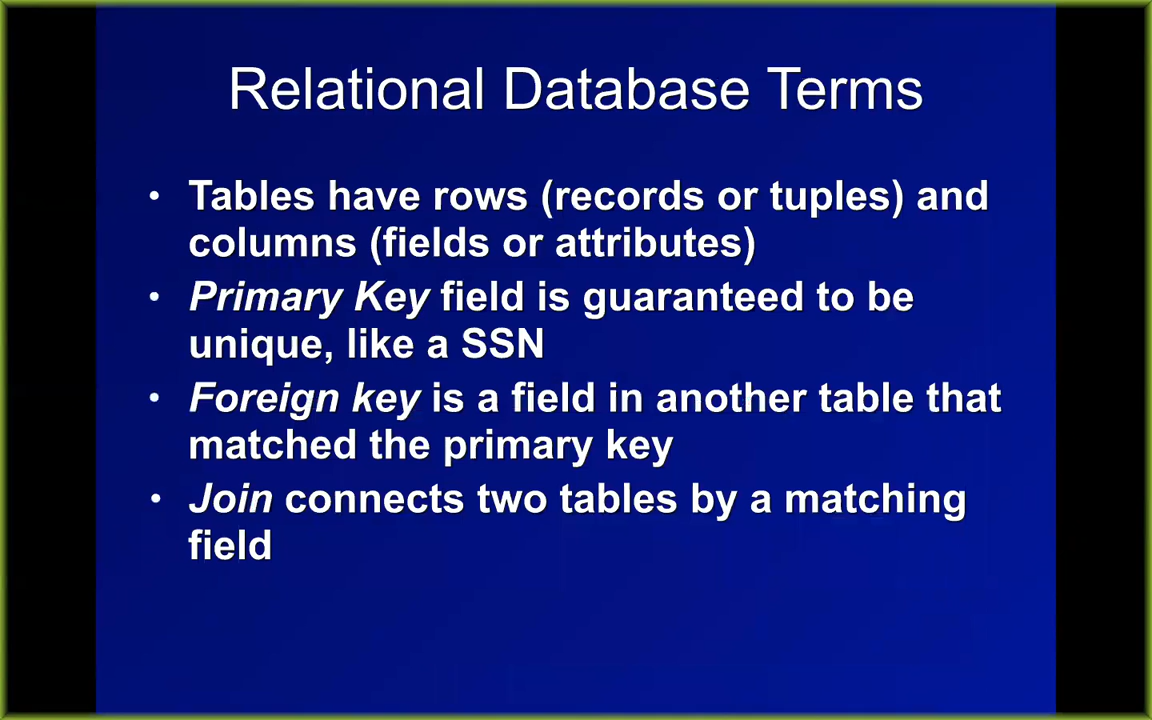 Relational Database Terms
• Tables have rows (records or tuples) and
columns (fields or attributes)
• Primary Key field is guaranteed to be
unique, like a SSN
• Foreign key is a field in another table that
matched the primary key
• Join connects two tables by a matching
field